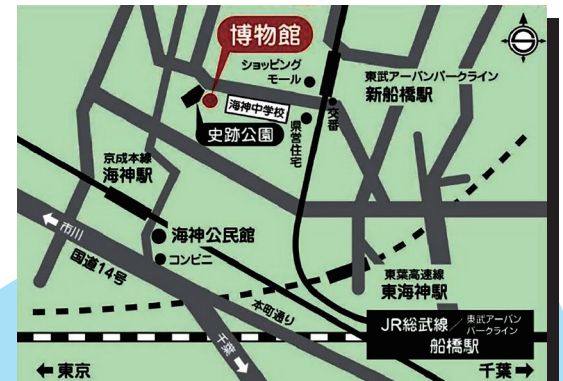 博物館
ショッピング
モール
東武アーバンパークライン
新船橋駅
海神中学校
交番
県営住宅
史跡公園
京成本線
海神駅
市川
海神公民館
国道14号
コンビニ
東葉高速線
東海神駅
本町通り
JR総武線／東武アーバン
パークライン
船橋駅
千葉
←東京
千葉→